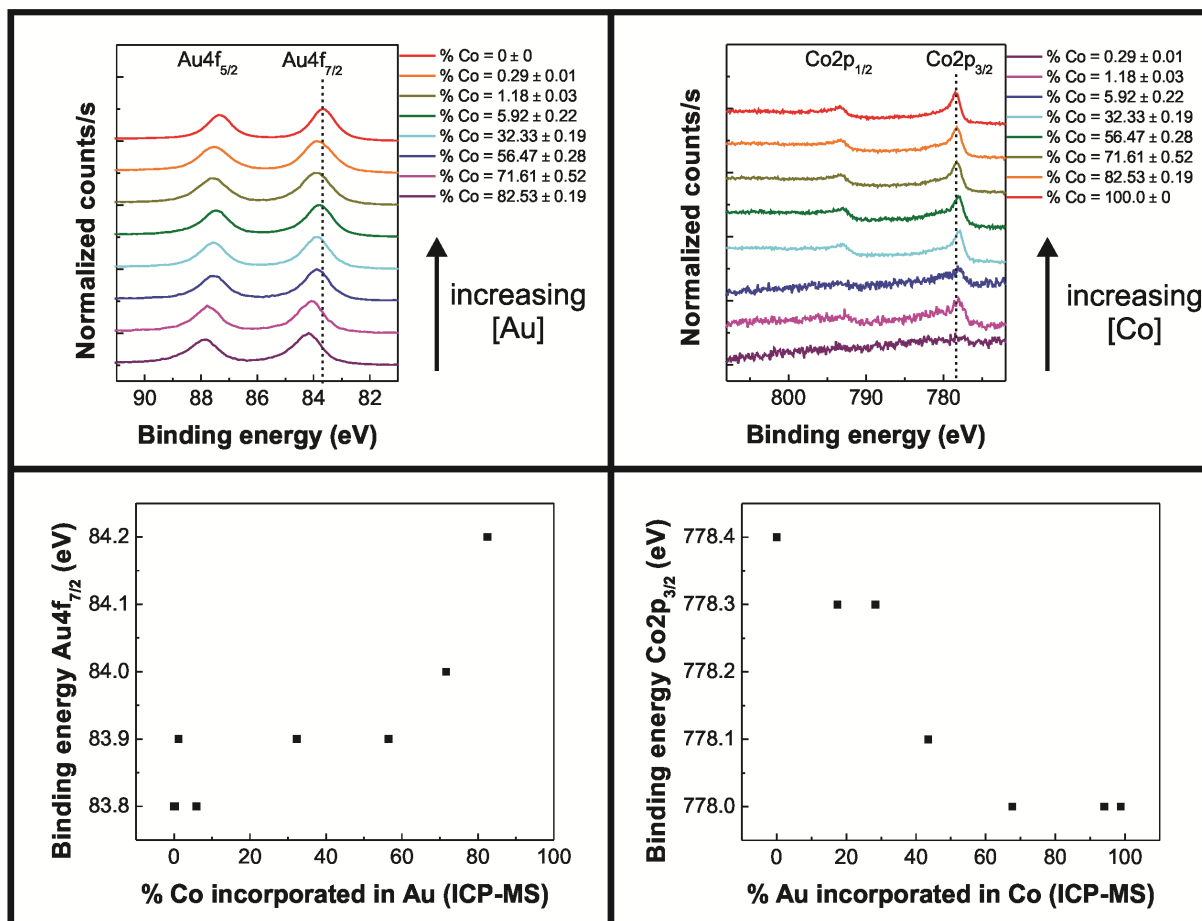 Au4f5/2 Au4f7/2
% Co = 0 ± 0
% Co = 0.29 ± 0.01
% Co = 1.18 ± 0.03
% Co = 5.92 ± 0.22
% Co = 32.33 ± 0.19
% Co = 56.47 ± 0.28
% Co = 71.61 ± 0.52
% Co = 82.53 ± 0.19
increasing
[Au]
Normalized counts/s
90 88 86 84 82
Binding energy (eV)
Co2p1/2 Co2p3/2
% Co = 0.29 ± 0.01
% Co = 1.18 ± 0.03
% Co = 5.92 ± 0.22
% Co = 32.33 ± 0.19
% Co = 56.47 ± 0.28
% Co = 71.61 ± 0.52
% Co = 82.53 ± 0.19
% Co = 100.0 ± 0
increasing
[Co]
Normalized counts/s
800 790 780
Binding energy (eV)
Binding energy Au4f7/2 (eV)
84.2
84.1
84.0
83.9
83.8
0 20 40 60 80 100
% Co incorporated in Au (ICP-MS)
Binding energy Co2p3/2 (eV)
778.4
778.3
778.2
778.1
778.0
0 20 40 60 80 100
% Au incorporated in Co (ICP-MS)